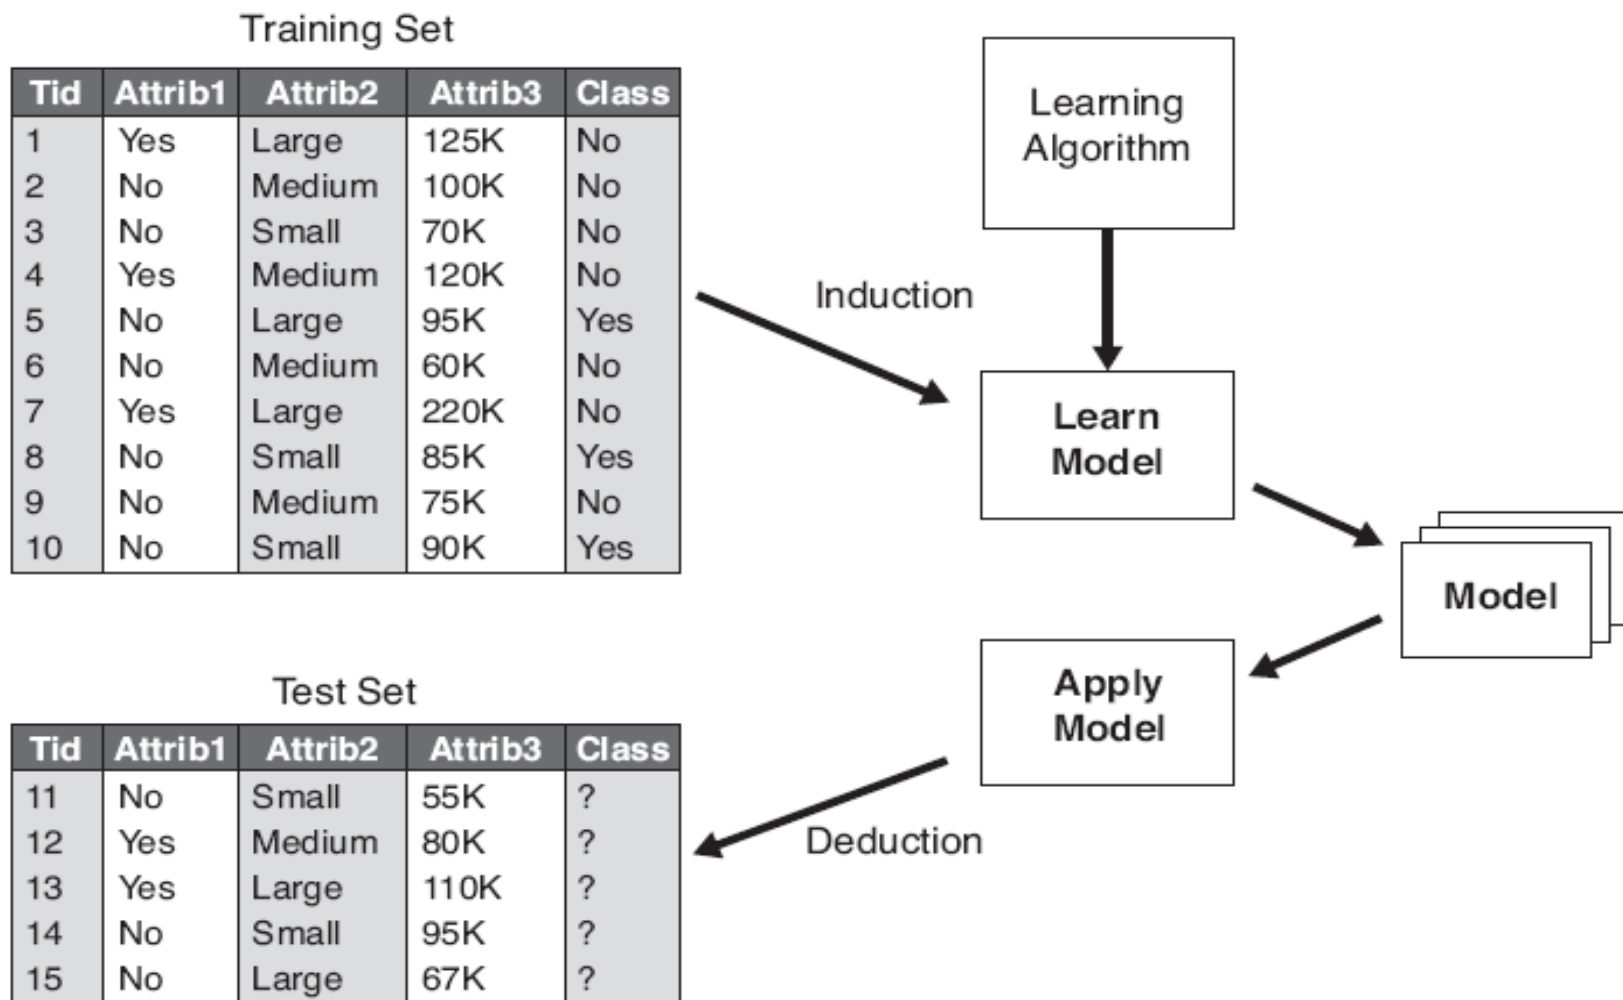 Training Set
Tid Attrib1 Attrib2 Attrib3 Class
1 Yes Large 125K No
2 No Medium 100K No
3 No Small 70K No
4 Yes Medium 120K No
5 No Large 95K Yes
6 No Medium 60K No
7 Yes Large 220K No
8 No Small 85K Yes
9 No Medium 75K No
10 No Small 90K Yes
Learning
Algorithm
Induction
Learn
Model
Model
Apply
Model
Deduction
Test Set
Tid Attrib1 Attrib2 Attrib3 Class
11 No Small 55K ?
12 Yes Medium 80K ?
13 Yes Large 110K ?
14 No Small 95K ?
15 No Large 67K ?